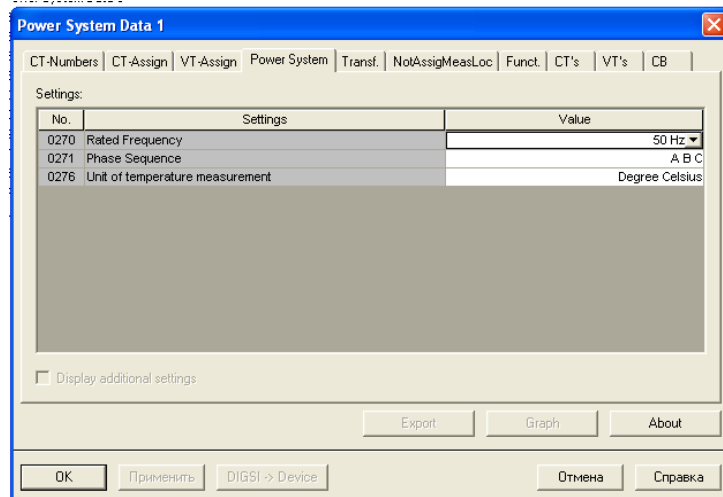 Power System Data 1
CT-Numbers CT-Assign VT-Assign Power System Transf. NotAssigMeasLoc Funct. CT's VT's CB
Settings:
No. Settings Value
0270 Rated Frequency 50 Hz
0271 Phase Sequence A B C
0276 Unit of temperature measurement Degree Celsius
Display additional settings
Export Graph About
OK Применить DIGSI -> Device Отмена Справка